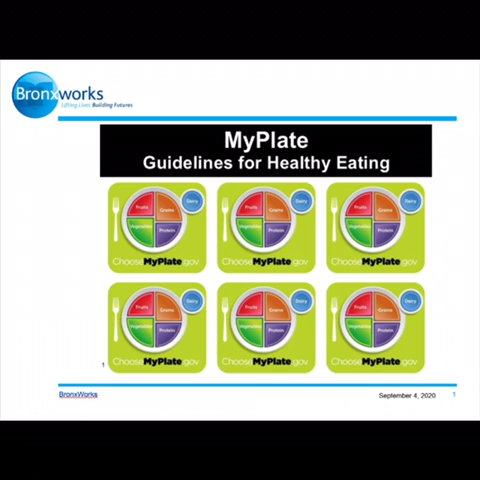 Bronxworks
Lifting Lives Building Futures
MyPlate
Guidelines for Healthy Eating
Dairy Dairy Dairy
Fruits Grains Fruits Grains Fruits Grains
Vegetables Protein Vegetables Protein Vegetables Protein
ChooseMyPlate.gov ChooseMyPlate.gov ChooseMyPlate.gov
Dairy Dairy Dairy
Fruits Grains Fruits Grains Fruits Grains
Vegetables Protein Vegetables Protein Vegetables Protein
ChooseMyPlate.gov ChooseMyPlate.gov ChooseMyPlate.gov
1
BronxWorks September 4, 2020 1